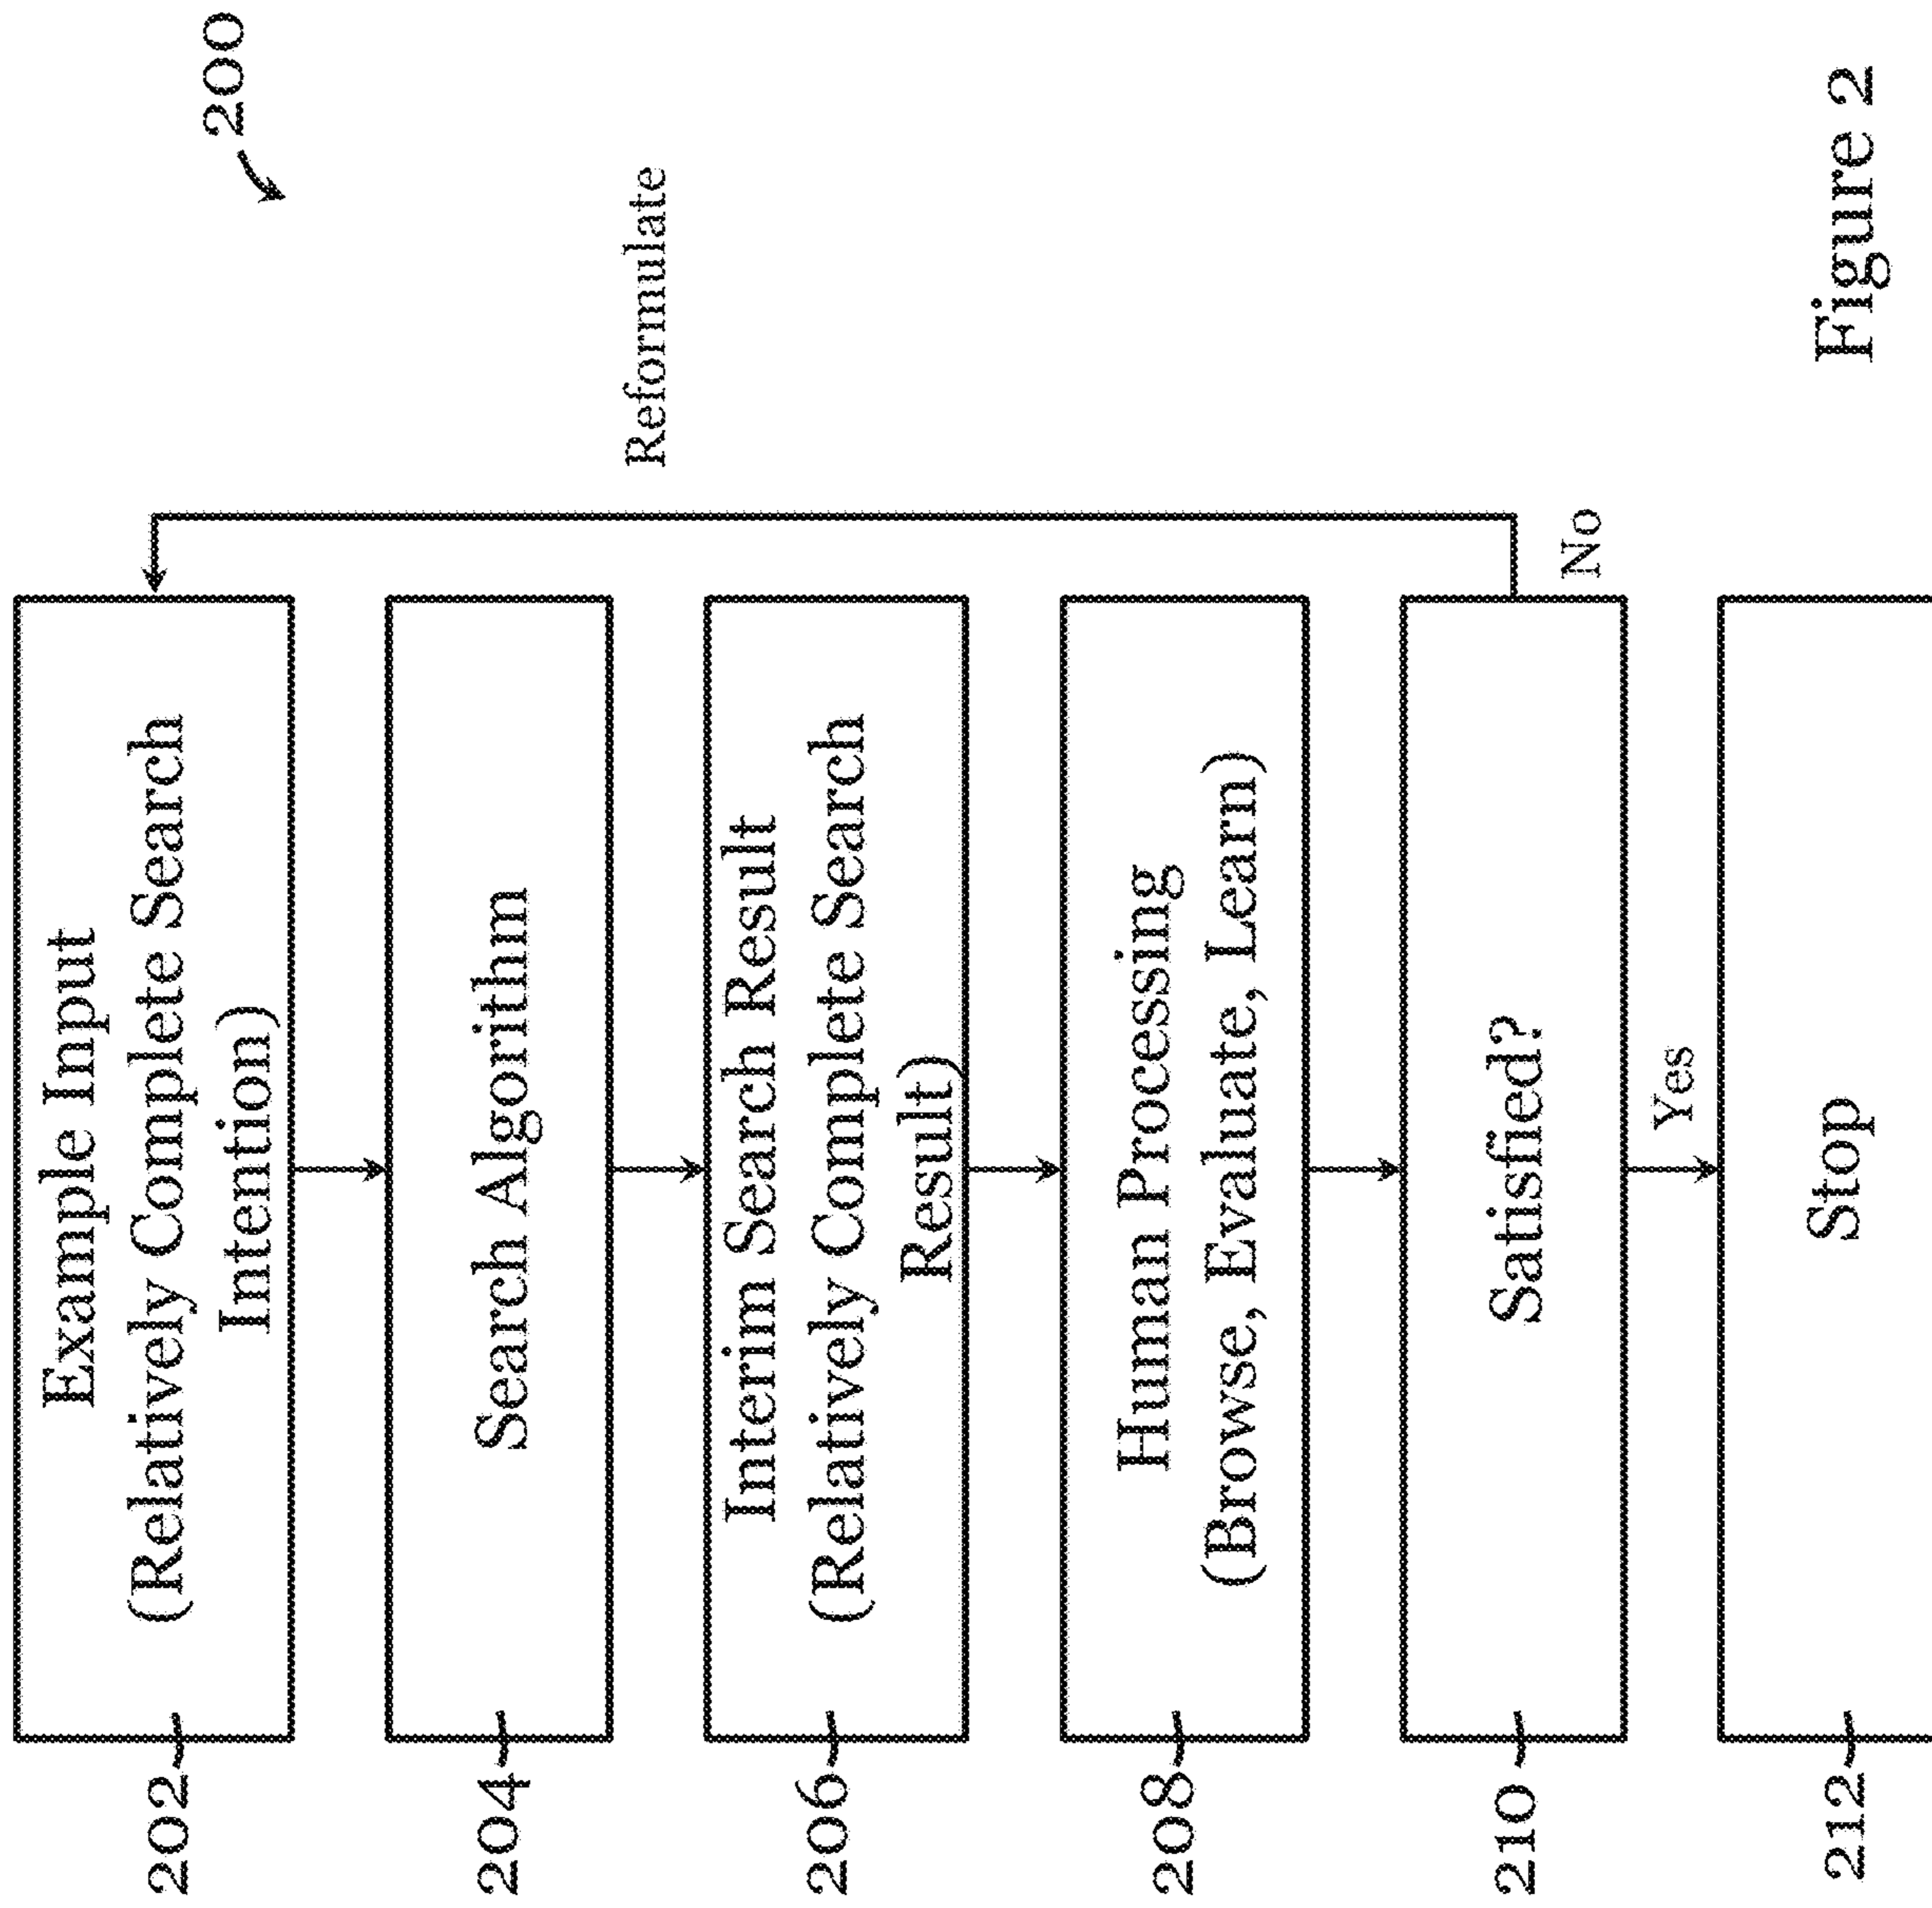 200
202
Example Input
(Relatively Complete Search
Intention)
204
Search Algorithm
Reformulate
206
Interim Search Result
(Relatively Complete Search
Result)
208
Human Processing
(Browse, Evaluate, Learn)
210
Satisfied?
No
Yes
212
Stop
Figure 2